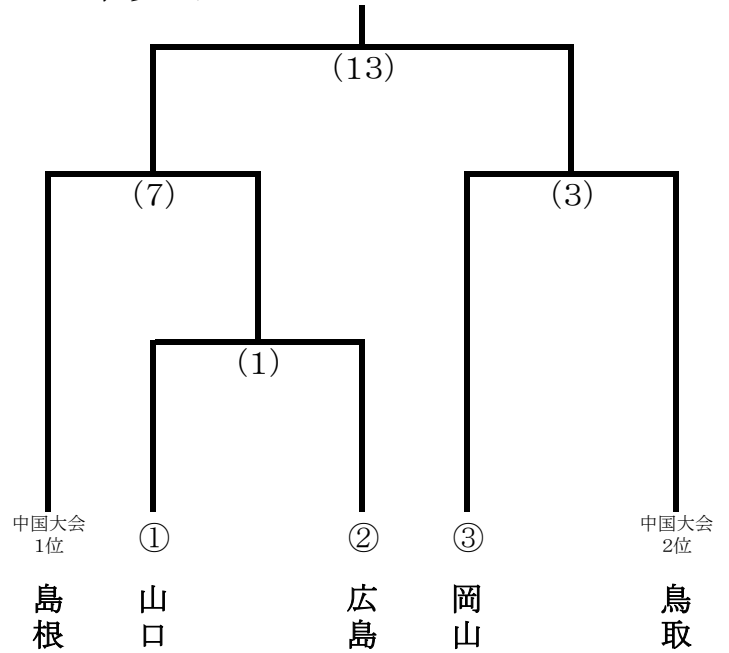 (13)
(7)
(3)
(1)
中国大会
1位
①
②
③
中国大会
2位
島根
山口
広島
岡山
鳥取